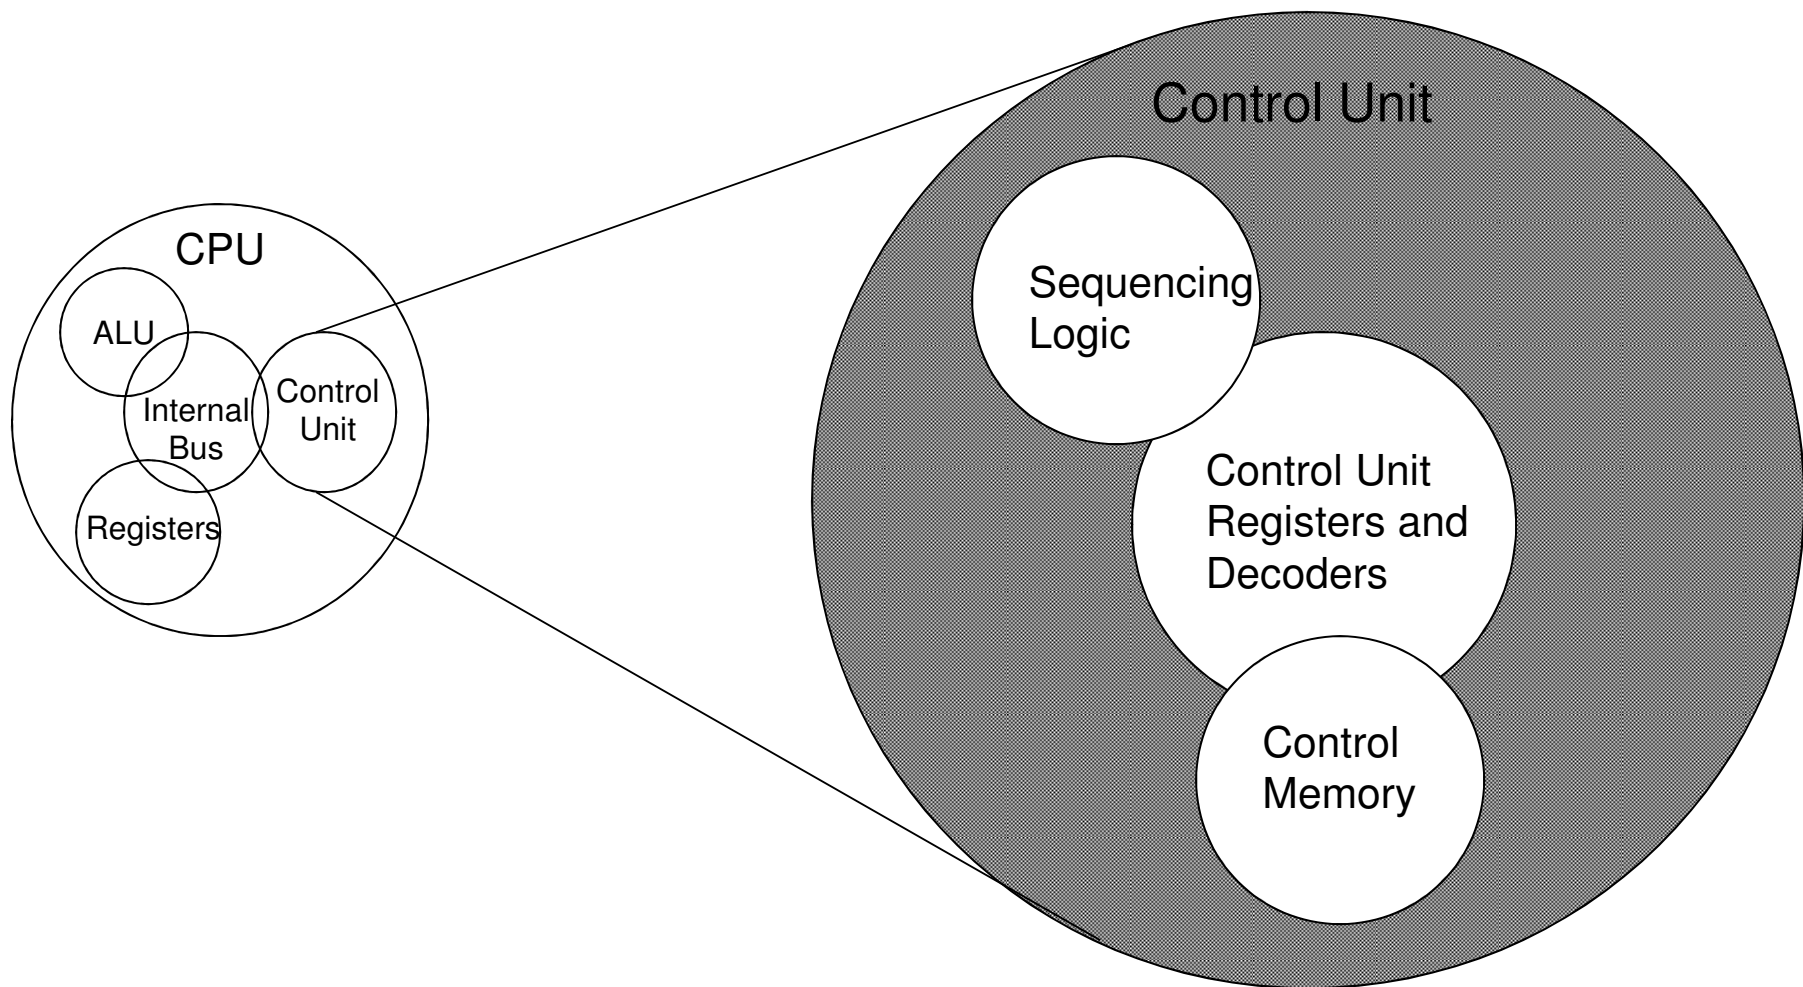 CPU
ALU
Internal
Bus
Control
Unit
Registers
Control Unit
Sequencing
Logic
Control Unit
Registers and
Decoders
Control
Memory